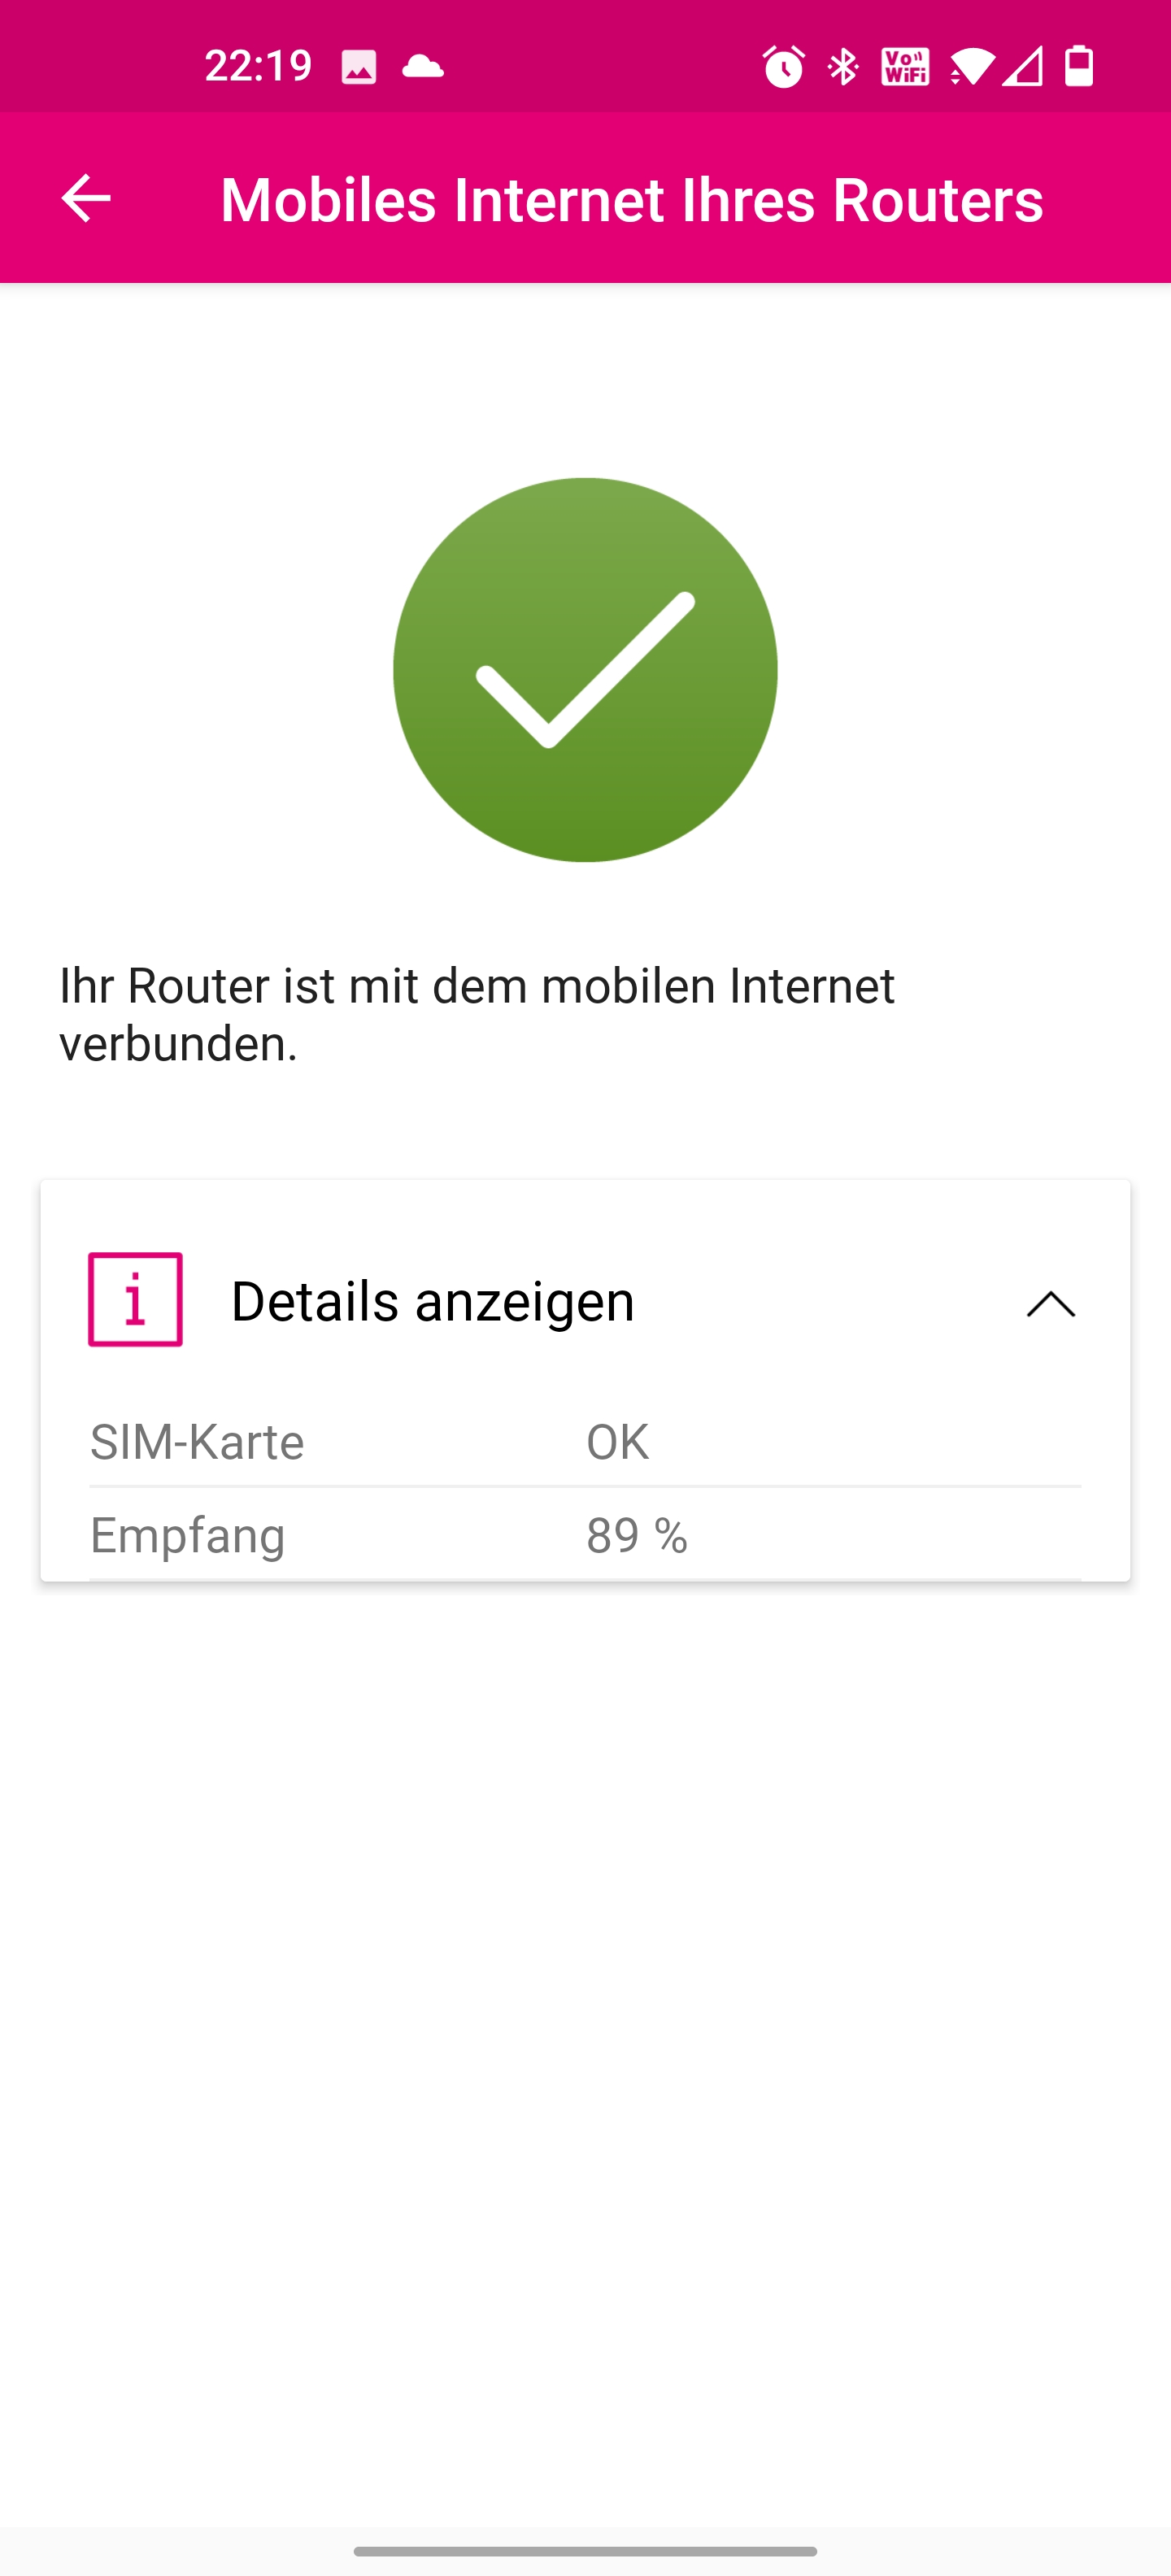 22:19
Vo
WiFi
Mobiles Internet Ihres Routers
Ihr Router ist mit dem mobilen Internet
verbunden.
i
Details anzeigen
SIM-Karte OK
Empfang 89 %